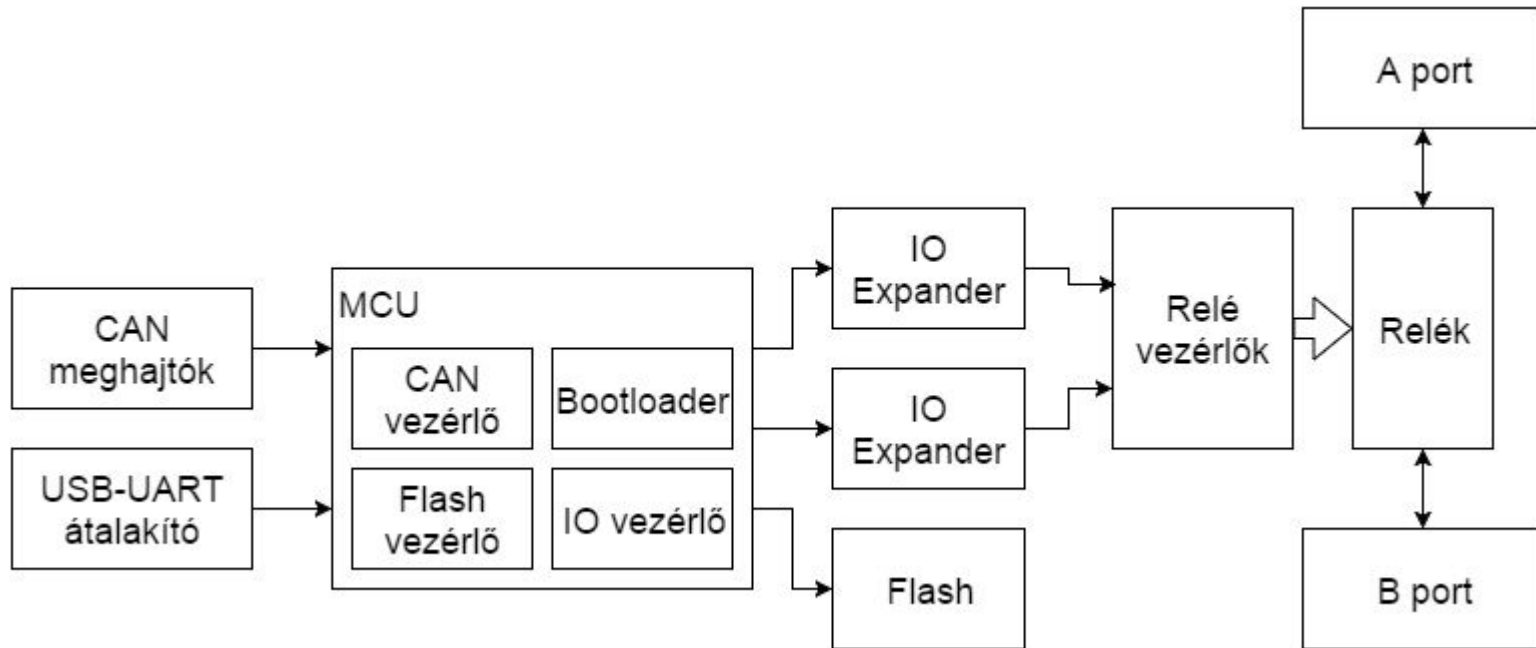 A port
IO
Expander
CAN
meghajtók
MCU
CAN
vezérlő
Bootloader
Relé
vezérlők
Relék
USB-UART
átalakító
Flash
vezérlő
IO vezérlő
IO
Expander
Flash
B port